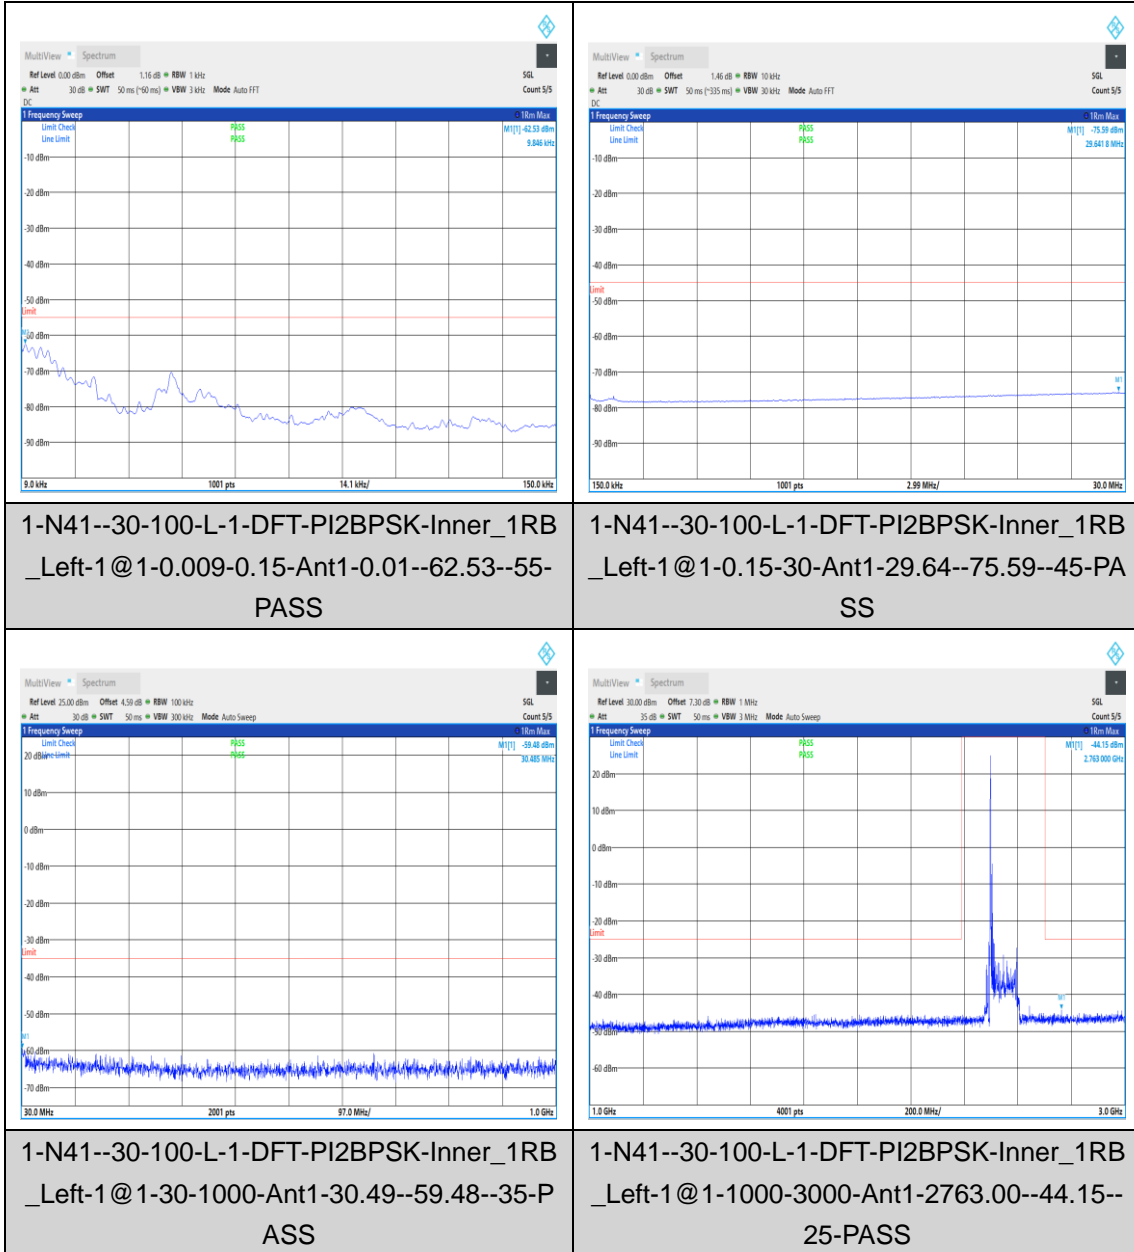 MultiView Spectrum
Ref Level 0.00 dBm Offset 1.16 dB RBW 1 kHz SGL
Att 30 dB SWT 50 ms (~60 ms) VBW 3 kHz Mode Auto FFT Count 5/5
DC
1 Frequency Sweep 1Rm Max
Limit Check PASS M1[1] -62.53 dBm
Line Limit PASS 9.846 kHz
-10 dBm
-20 dBm
-30 dBm
-40 dBm
-50 dBm
Limit
M1
-60 dBm
-70 dBm
-80 dBm
-90 dBm
9.0 kHz 1001 pts 14.1 kHz/ 150.0 kHz
1-N41--30-100-L-1-DFT-PI2BPSK-Inner_1RB
_Left-1@1-0.009-0.15-Ant1-0.01--62.53--55-
PASS
MultiView Spectrum
Ref Level 0.00 dBm Offset 1.46 dB RBW 10 kHz SGL
Att 30 dB SWT 50 ms (~335 ms) VBW 30 kHz Mode Auto FFT Count 5/5
DC
1 Frequency Sweep 1Rm Max
Limit Check PASS M1[1] -75.59 dBm
Line Limit PASS 29.641 8 MHz
-10 dBm
-20 dBm
-30 dBm
-40 dBm
Limit
-50 dBm
-60 dBm
-70 dBm
M1
-80 dBm
-90 dBm
150.0 kHz 1001 pts 2.99 MHz/ 30.0 MHz
1-N41--30-100-L-1-DFT-PI2BPSK-Inner_1RB
_Left-1@1-0.15-30-Ant1-29.64--75.59--45-PA
SS
MultiView Spectrum
Ref Level 25.00 dBm Offset 4.59 dB RBW 100 kHz SGL
Att 30 dB SWT 50 ms VBW 300 kHz Mode Auto Sweep Count 5/5
1 Frequency Sweep 1Rm Max
Limit Check PASS M1[1] -59.48 dBm
20 dBm Line Limit PASS 30.485 MHz
10 dBm
0 dBm
-10 dBm
-20 dBm
-30 dBm
Limit
-40 dBm
-50 dBm
M1
-60 dBm
-70 dBm
30.0 MHz 2001 pts 97.0 MHz/ 1.0 GHz
1-N41--30-100-L-1-DFT-PI2BPSK-Inner_1RB
_Left-1@1-30-1000-Ant1-30.49--59.48--35-P
ASS
MultiView Spectrum
Ref Level 30.00 dBm Offset 7.30 dB RBW 1 MHz SGL
Att 35 dB SWT 50 ms VBW 3 MHz Mode Auto Sweep Count 5/5
1 Frequency Sweep 1Rm Max
Limit Check PASS M1[1] -44.15 dBm
Line Limit PASS 2.763 000 GHz
20 dBm
10 dBm
0 dBm
-10 dBm
-20 dBm
Limit
-30 dBm
-40 dBm
M1
-50 dBm
-60 dBm
1.0 GHz 4001 pts 200.0 MHz/ 3.0 GHz
1-N41--30-100-L-1-DFT-PI2BPSK-Inner_1RB
_Left-1@1-1000-3000-Ant1-2763.00--44.15--
25-PASS